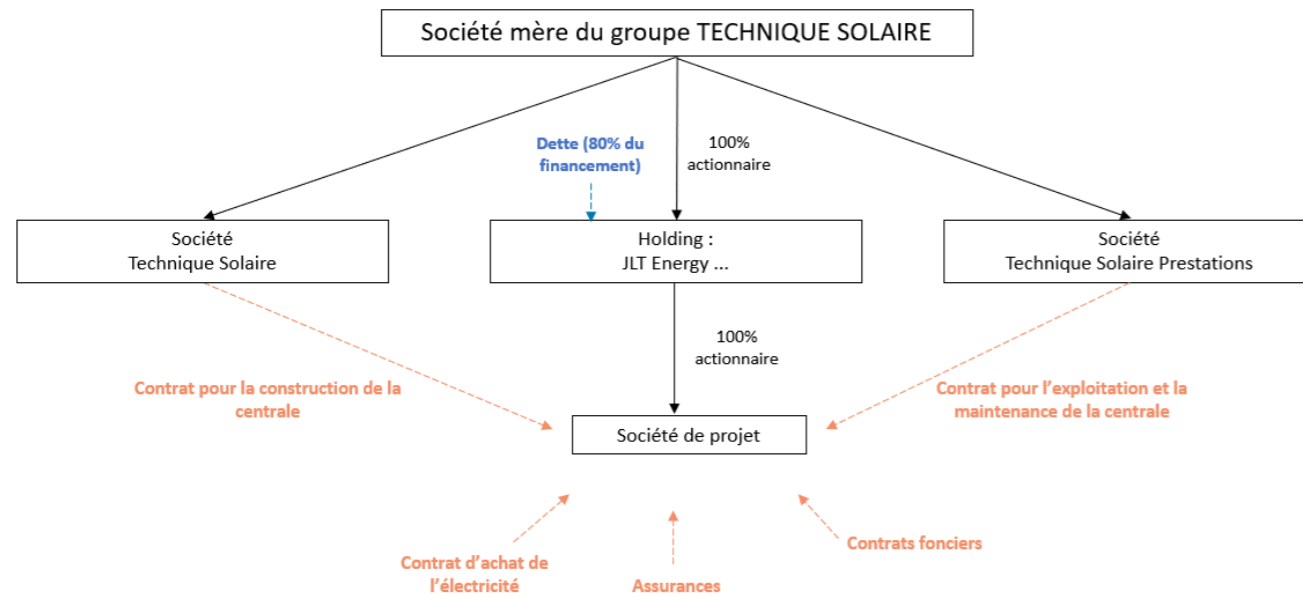 Société mère du groupe TECHNIQUE SOLAIRE
Dette (80% du
financement)
100%
actionnaire
Société
Technique Solaire
Holding :
JLT Energy ...
Société
Technique Solaire Prestations
100%
actionnaire
Contrat pour la construction de la
centrale
Contrat pour l’exploitation et la
maintenance de la centrale
Société de projet
Contrat d’achat de
l’électricité
Assurances
Contrats fonciers